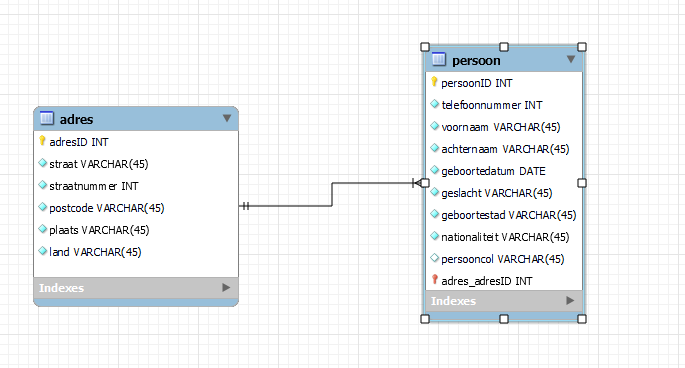 adres
adresID INT
straat VARCHAR(45)
straatnummer INT
postcode VARCHAR(45)
plaats VARCHAR(45)
land VARCHAR(45)
Indexes
persoon
persoonID INT
telefoonnummer INT
voornaam VARCHAR(45)
achternaam VARCHAR(45)
geboortedatum DATE
geslacht VARCHAR(45)
geboortestad VARCHAR(45)
nationaliteit VARCHAR(45)
persooncol VARCHAR(45)
adres_adresID INT
Indexes